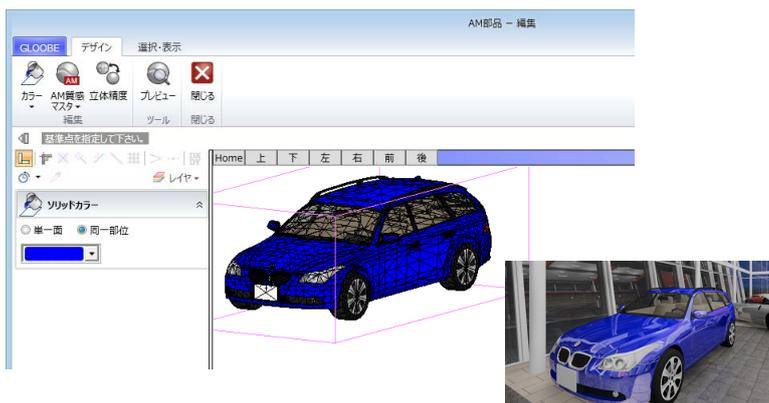 AM部品 － 編集
GLOOBE デザイン 選択・表示
カラー AM質感マスタ 立体精度 プレビュー 閉じる
編集 ツール 閉じる
基準点を指定して下さい。
Home 上 下 左 右 前 後
レイヤ
ソリッドカラー
単一面 同一部位